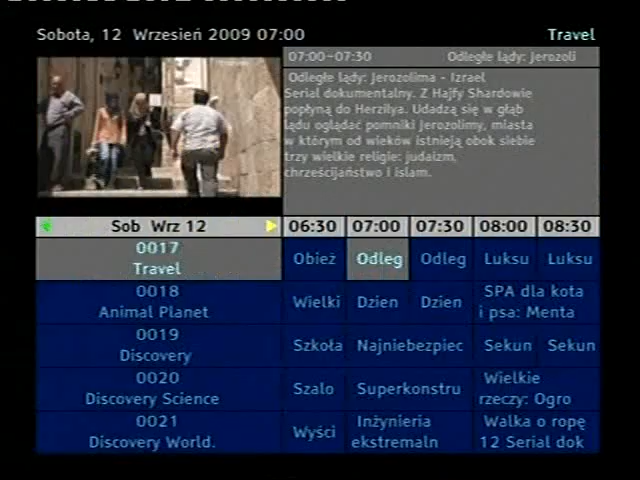 Sobota, 12 Wrzesień 2009 07:00 Travel
07:00-07:30 Odległe lądy: Jerozoli
Odległe lądy: Jerozolima - Izrael
Serial dokumentalny. Z Hajfy Shardowie
popłyną do Herzilya. Udadzą się w głąb
lądu oglądać pomniki Jerozolimy, miasta
w którym od wieków istnieją obok siebie
trzy wielkie religie: judaizm,
chrześcijaństwo i islam.
Sob Wrz 12 06:30 07:00 07:30 08:00 08:30
0017
Travel
Obież Odleg Odleg Luksu Luksu
0018
Animal Planet
Wielki Dzien Dzien
SPA dla kota
i psa: Menta
0019
Discovery
Szkoła Najniebezpiec Sekun Sekun
0020
Discovery Science
Szalo Superkonstru
Wielkie
rzeczy: Ogro
0021
Discovery World.
Wyści
Inżynieria
ekstremaln
Walka o ropę
12 Serial dok